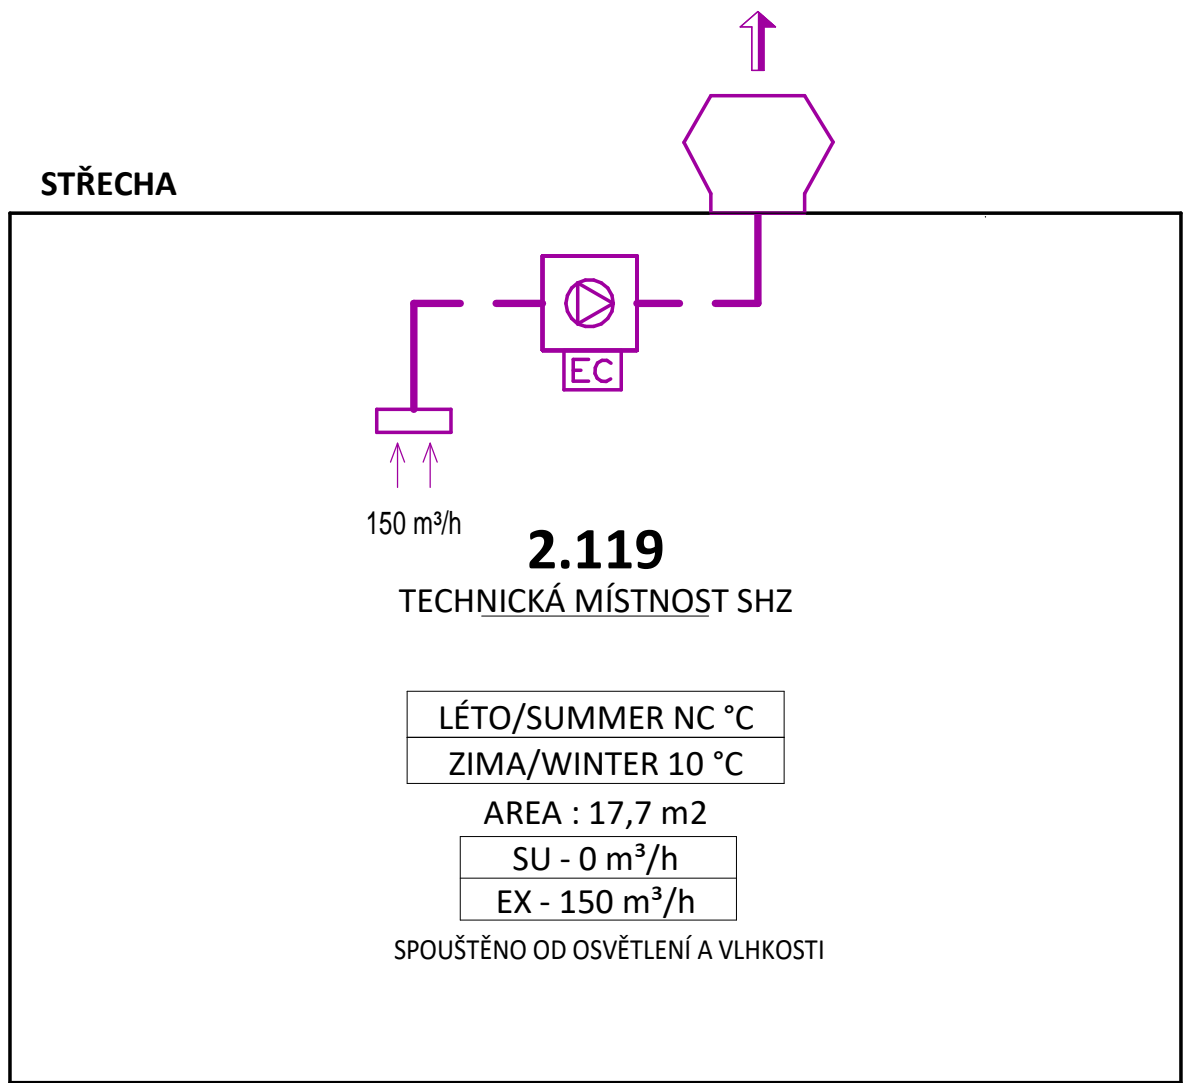 STŘECHA
EC
150 m³/h
2.119
TECHNICKÁ MÍSTNOST SHZ
LÉTO/SUMMER NC °C
ZIMA/WINTER 10 °C
AREA : 17,7 m2
SU - 0 m³/h
EX - 150 m³/h
SPOUŠTĚNO OD OSVĚTLENÍ A VLHKOSTI